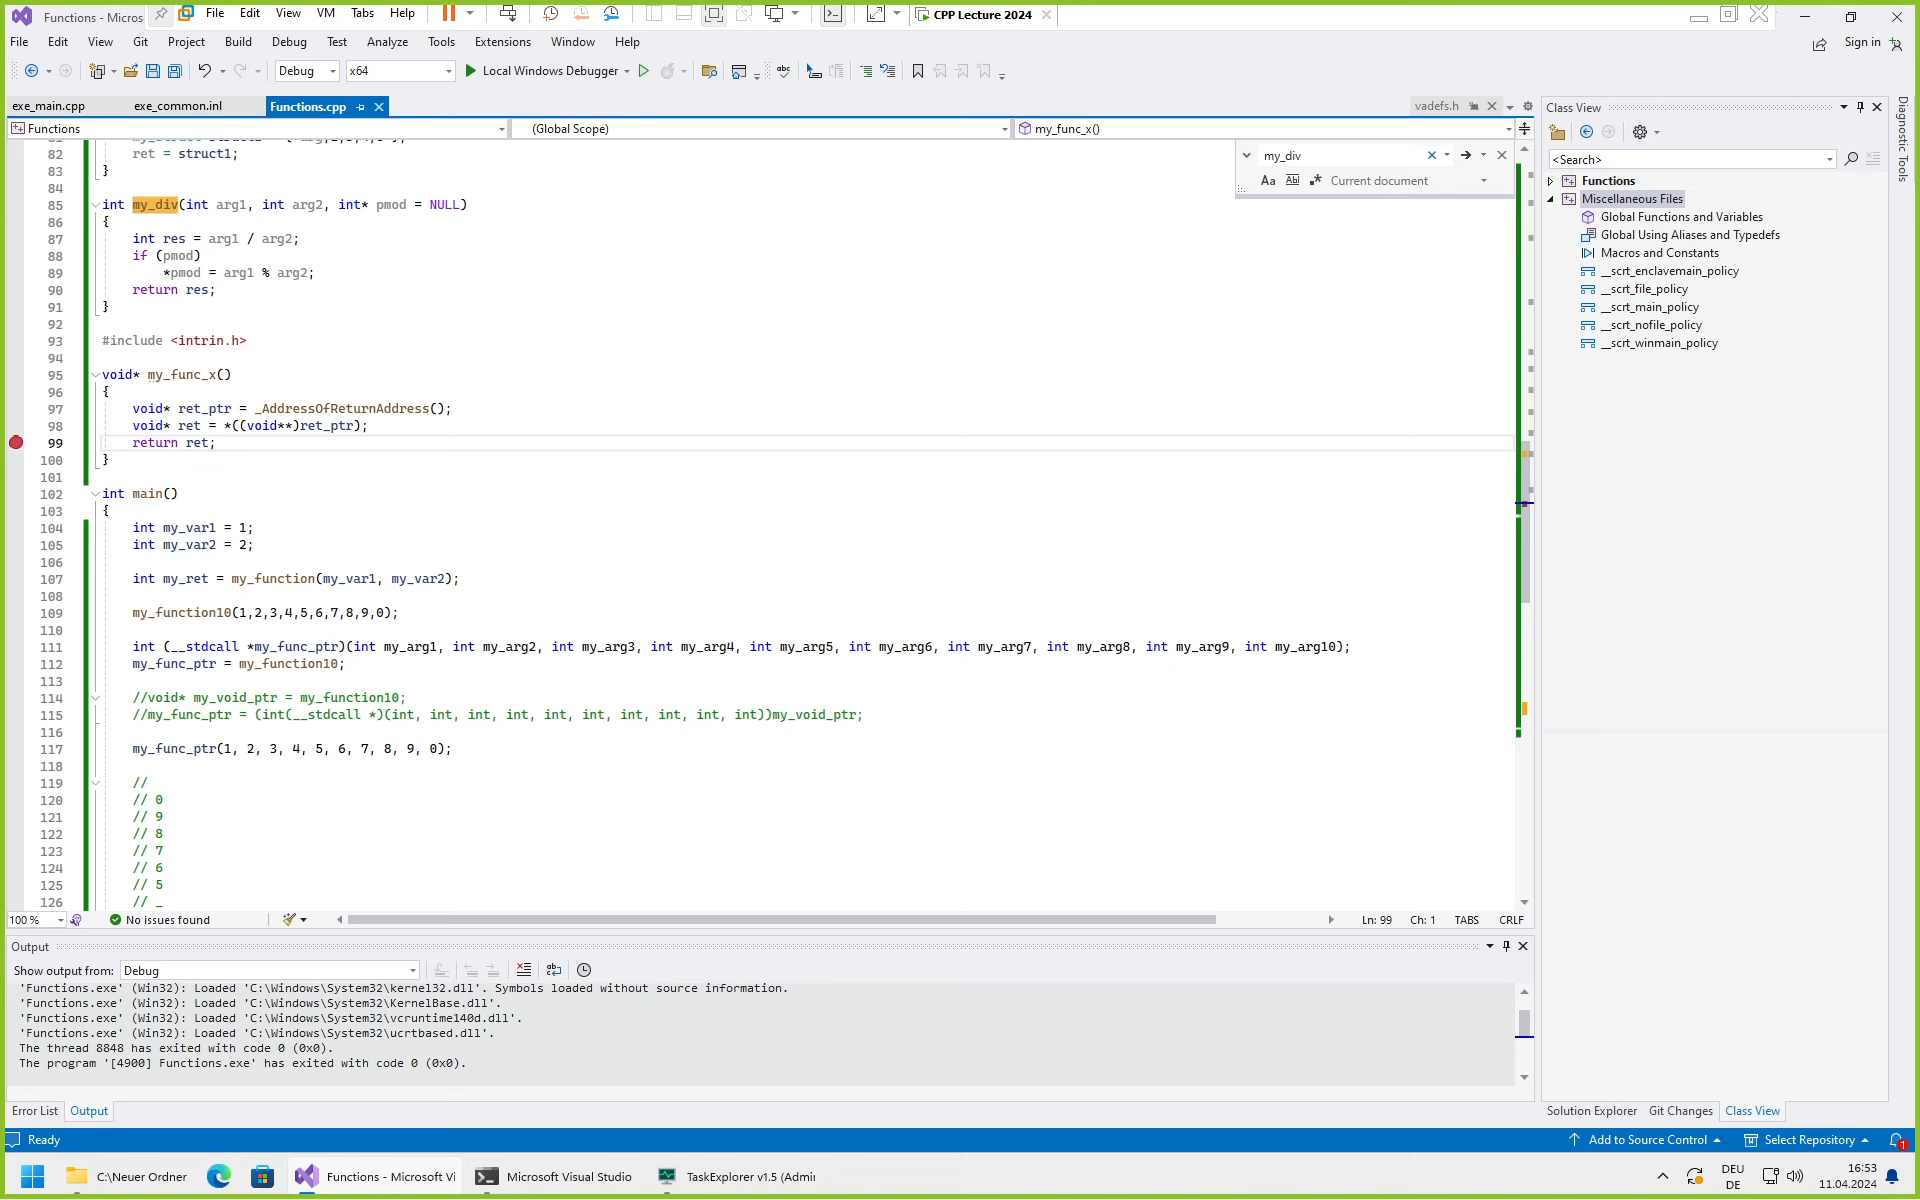 Functions - Micros File Edit View VM Tabs Help CPP Lecture 2024
File Edit View Git Project Build Debug Test Analyze Tools Extensions Window Help Sign in
Debug x64 Local Windows Debugger
exe_main.cpp exe_common.inl Functions.cpp vadefs.h
Functions (Global Scope) my_func_x()
my_div
Aa Ab Current document
82 ret = struct1;
83 }
84
85 int my_div(int arg1, int arg2, int* pmod = NULL)
86 {
87 int res = arg1 / arg2;
88 if (pmod)
89 *pmod = arg1 % arg2;
90 return res;
91 }
92
93 #include <intrin.h>
94
95 void* my_func_x()
96 {
97 void* ret_ptr = _AddressOfReturnAddress();
98 void* ret = *((void**)ret_ptr);
99 return ret;
100 }
101
102 int main()
103 {
104 int my_var1 = 1;
105 int my_var2 = 2;
106
107 int my_ret = my_function(my_var1, my_var2);
108
109 my_function10(1,2,3,4,5,6,7,8,9,0);
110
111 int (__stdcall *my_func_ptr)(int my_arg1, int my_arg2, int my_arg3, int my_arg4, int my_arg5, int my_arg6, int my_arg7, int my_arg8, int my_arg9, int my_arg10);
112 my_func_ptr = my_function10;
113
114 //void* my_void_ptr = my_function10;
115 //my_func_ptr = (int(__stdcall *)(int, int, int, int, int, int, int, int, int, int))my_void_ptr;
116
117 my_func_ptr(1, 2, 3, 4, 5, 6, 7, 8, 9, 0);
118
119 //
120 // 0
121 // 9
122 // 8
123 // 7
124 // 6
125 // 5
126 // _
100 % No issues found Ln: 99 Ch: 1 TABS CRLF
Output
Show output from: Debug
'Functions.exe' (Win32): Loaded 'C:\Windows\System32\kernel32.dll'. Symbols loaded without source information.
'Functions.exe' (Win32): Loaded 'C:\Windows\System32\KernelBase.dll'.
'Functions.exe' (Win32): Loaded 'C:\Windows\System32\vcruntime140d.dll'.
'Functions.exe' (Win32): Loaded 'C:\Windows\System32\ucrtbased.dll'.
The thread 8848 has exited with code 0 (0x0).
The program '[4900] Functions.exe' has exited with code 0 (0x0).
Error List Output
Class View
<Search>
Functions
Miscellaneous Files
Global Functions and Variables
Global Using Aliases and Typedefs
Macros and Constants
__scrt_enclavemain_policy
__scrt_file_policy
__scrt_main_policy
__scrt_nofile_policy
__scrt_winmain_policy
Solution Explorer Git Changes Class View
Diagnostic Tools
Ready Add to Source Control Select Repository 1
C:\Neuer Ordner Functions - Microsoft Vi Microsoft Visual Studio TaskExplorer v1.5 (Admin
DEU
DE
16:53
11.04.2024